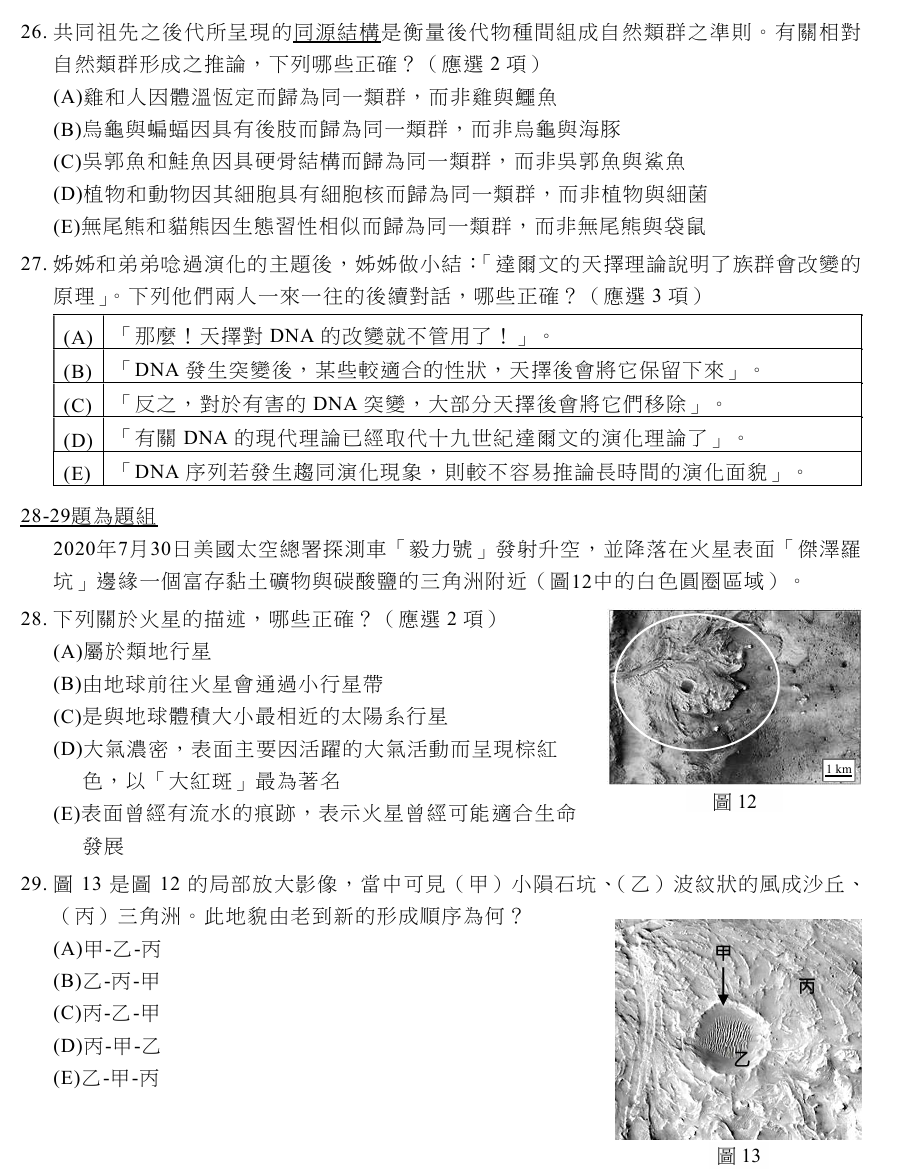 26. 共同祖先之後代所呈現的同源結構是衡量後代物種間組成自然類群之準則。有關相對
自然類群形成之推論，下列哪些正確？（應選 2 項）
(A)雞和人因體溫恆定而歸為同一類群，而非雞與鱷魚
(B)烏龜與蝙蝠因具有後肢而歸為同一類群，而非烏龜與海豚
(C)吳郭魚和鮭魚因具硬骨結構而歸為同一類群，而非吳郭魚與鯊魚
(D)植物和動物因其細胞具有細胞核而歸為同一類群，而非植物與細菌
(E)無尾熊和貓熊因生態習性相似而歸為同一類群，而非無尾熊與袋鼠
27. 姊姊和弟弟唸過演化的主題後，姊姊做小結：「達爾文的天擇理論說明了族群會改變的
原理」。下列他們兩人一來一往的後續對話，哪些正確？（應選 3 項）
(A) 「那麼！天擇對 DNA 的改變就不管用了！」。
(B) 「DNA 發生突變後，某些較適合的性狀，天擇後會將它保留下來」。
(C) 「反之，對於有害的 DNA 突變，大部分天擇後會將它們移除」。
(D) 「有關 DNA 的現代理論已經取代十九世紀達爾文的演化理論了」。
(E) 「DNA 序列若發生趨同演化現象，則較不容易推論長時間的演化面貌」。
28-29題為題組
2020年7月30日美國太空總署探測車「毅力號」發射升空，並降落在火星表面「傑澤羅
坑」邊緣一個富存黏土礦物與碳酸鹽的三角洲附近（圖12中的白色圓圈區域）。
28. 下列關於火星的描述，哪些正確？（應選 2 項）
(A)屬於類地行星
(B)由地球前往火星會通過小行星帶
(C)是與地球體積大小最相近的太陽系行星
(D)大氣濃密，表面主要因活躍的大氣活動而呈現棕紅
色，以「大紅斑」最為著名
(E)表面曾經有流水的痕跡，表示火星曾經可能適合生命
發展
1 km
圖 12
29. 圖 13 是圖 12 的局部放大影像，當中可見（甲）小隕石坑、（乙）波紋狀的風成沙丘、
（丙）三角洲。此地貌由老到新的形成順序為何？
(A)甲-乙-丙
(B)乙-丙-甲
(C)丙-乙-甲
(D)丙-甲-乙
(E)乙-甲-丙
甲
丙
乙
圖 13